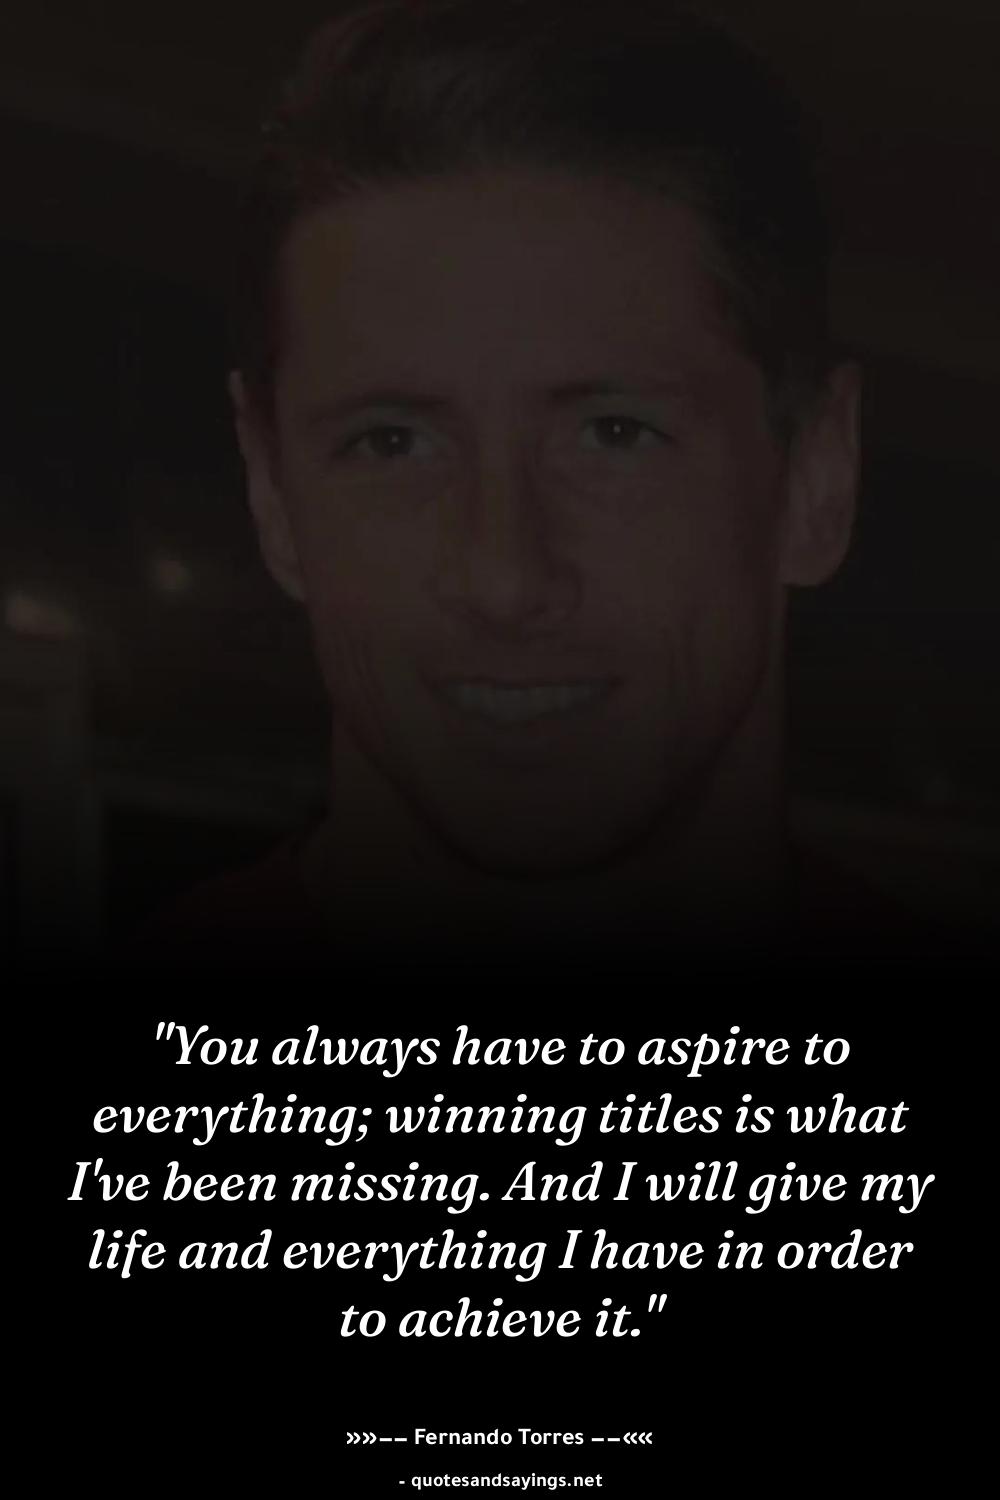 "You always have to aspire to
everything; winning titles is what
I've been missing. And I will give my
life and everything I have in order
to achieve it."
»»−− Fernando Torres −−««
- quotesandsayings.net